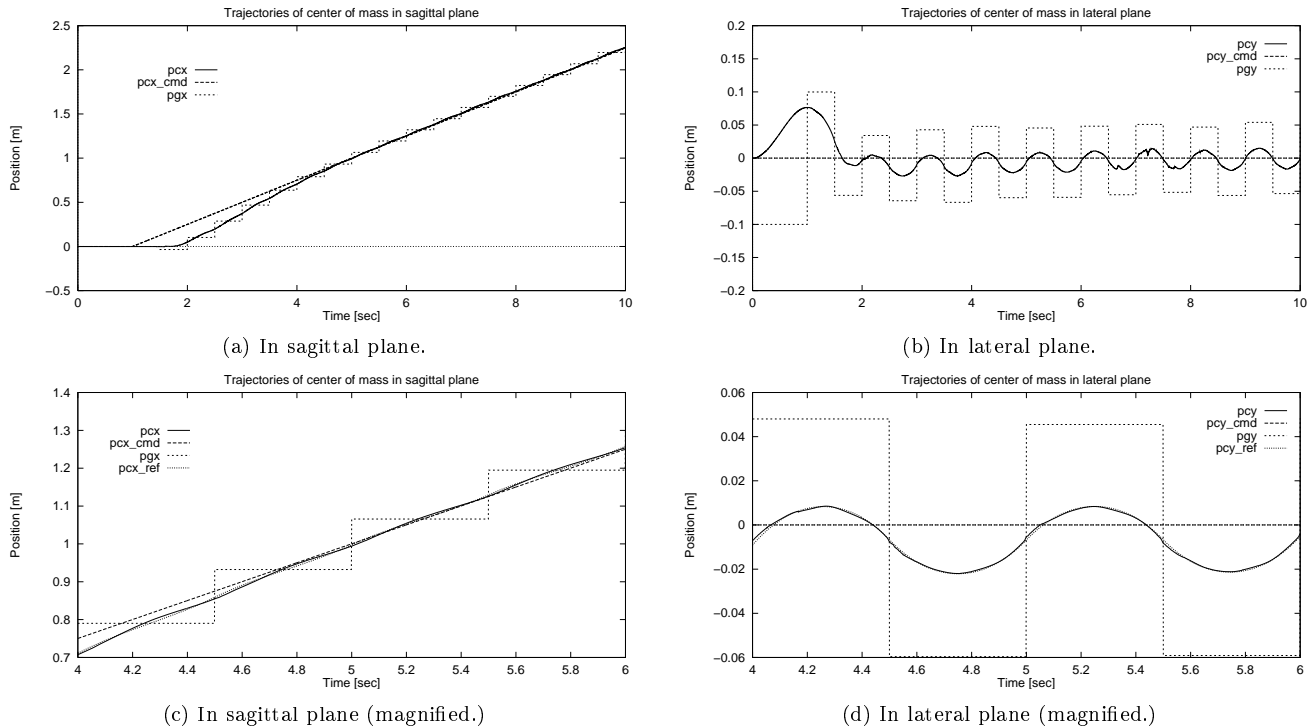 Trajectories of center of mass in sagittal plane
2.5
2
1.5
1
0.5
0
−0.5
Position [m]
pcx
pcx_cmd
pgx
0 2 4 6 8 10
Time [sec]
(a) In sagittal plane.
Trajectories of center of mass in lateral plane
0.2
0.15
0.1
0.05
0
−0.05
−0.1
−0.15
−0.2
Position [m]
pcy
pcy_cmd
pgy
0 2 4 6 8 10
Time [sec]
(b) In lateral plane.
Trajectories of center of mass in sagittal plane
1.4
1.3
1.2
1.1
1
0.9
0.8
0.7
Position [m]
pcx
pcx_cmd
pgx
pcx_ref
4 4.2 4.4 4.6 4.8 5 5.2 5.4 5.6 5.8 6
Time [sec]
(c) In sagittal plane (magnified.)
Trajectories of center of mass in lateral plane
0.06
0.04
0.02
0
−0.02
−0.04
−0.06
Position [m]
pcy
pcy_cmd
pgy
pcy_ref
4 4.2 4.4 4.6 4.8 5 5.2 5.4 5.6 5.8 6
Time [sec]
(d) In lateral plane (magnified.)